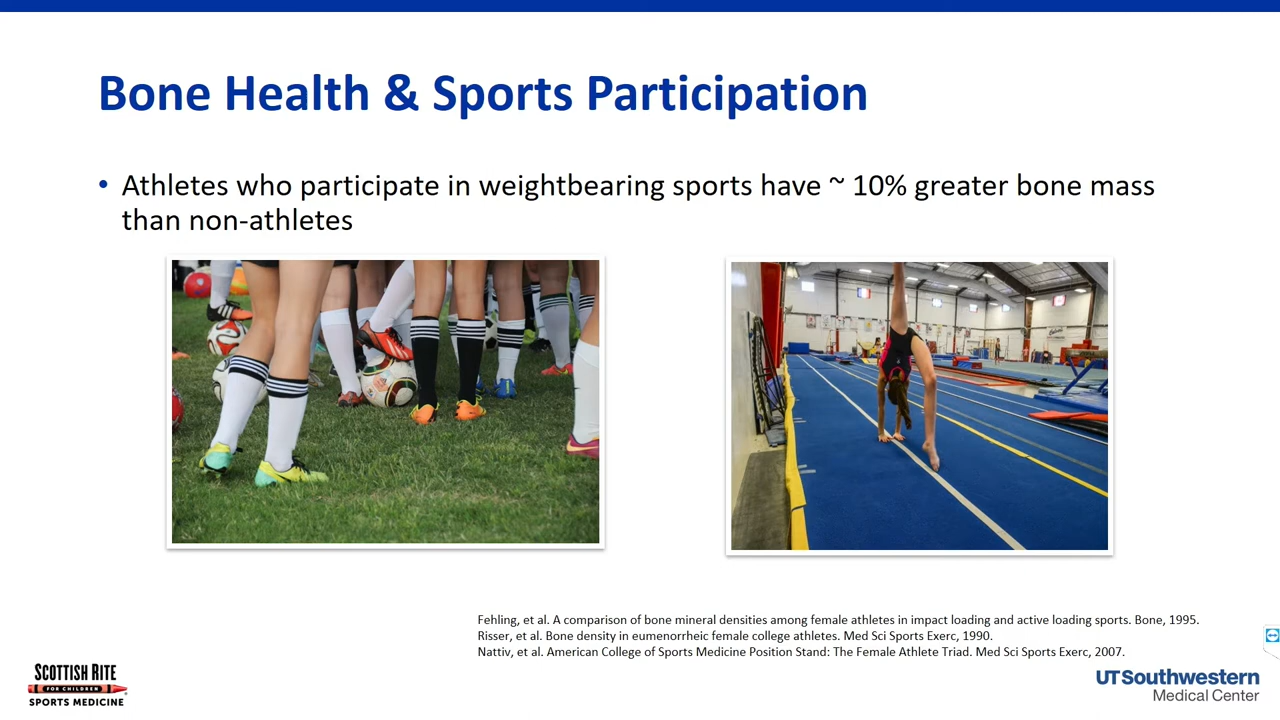 Bone Health & Sports Participation
• Athletes who participate in weightbearing sports have ~ 10% greater bone mass
than non-athletes
Fehling, et al. A comparison of bone mineral densities among female athletes in impact loading and active loading sports. Bone, 1995.
Risser, et al. Bone density in eumenorrheic female college athletes. Med Sci Sports Exerc, 1990.
Nattiv, et al. American College of Sports Medicine Position Stand: The Female Athlete Triad. Med Sci Sports Exerc, 2007.
SCOTTISH RITE
FOR CHILDREN
SPORTS MEDICINE
UT Southwestern
Medical Center